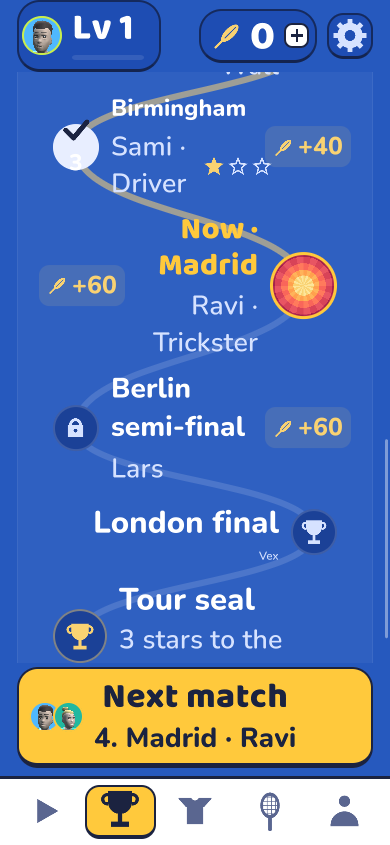 Lv 1
0
Birmingham
3
Sami ·
Driver
+40
Now ·
Madrid
+60
Ravi ·
Trickster
Berlin
semi-final
+60
Lars
London final
Vex
Tour seal
3 stars to the
Next match
4. Madrid · Ravi